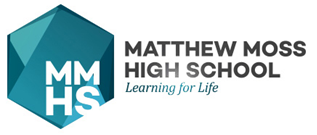 MM
HS
MATTHEW MOSS
HIGH SCHOOL
Learning for Life